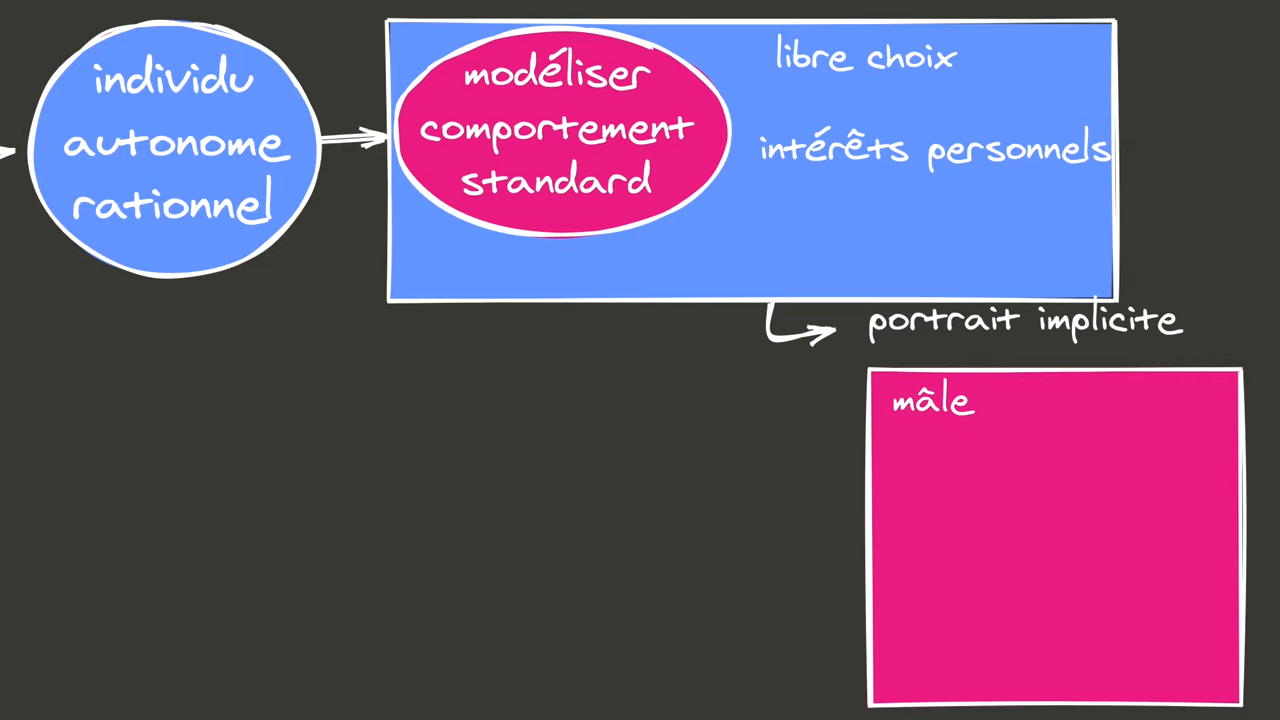 individu
autonome
rationnel
modéliser
comportement
standard
libre choix
intérêts personnels
portrait implicite
mâle